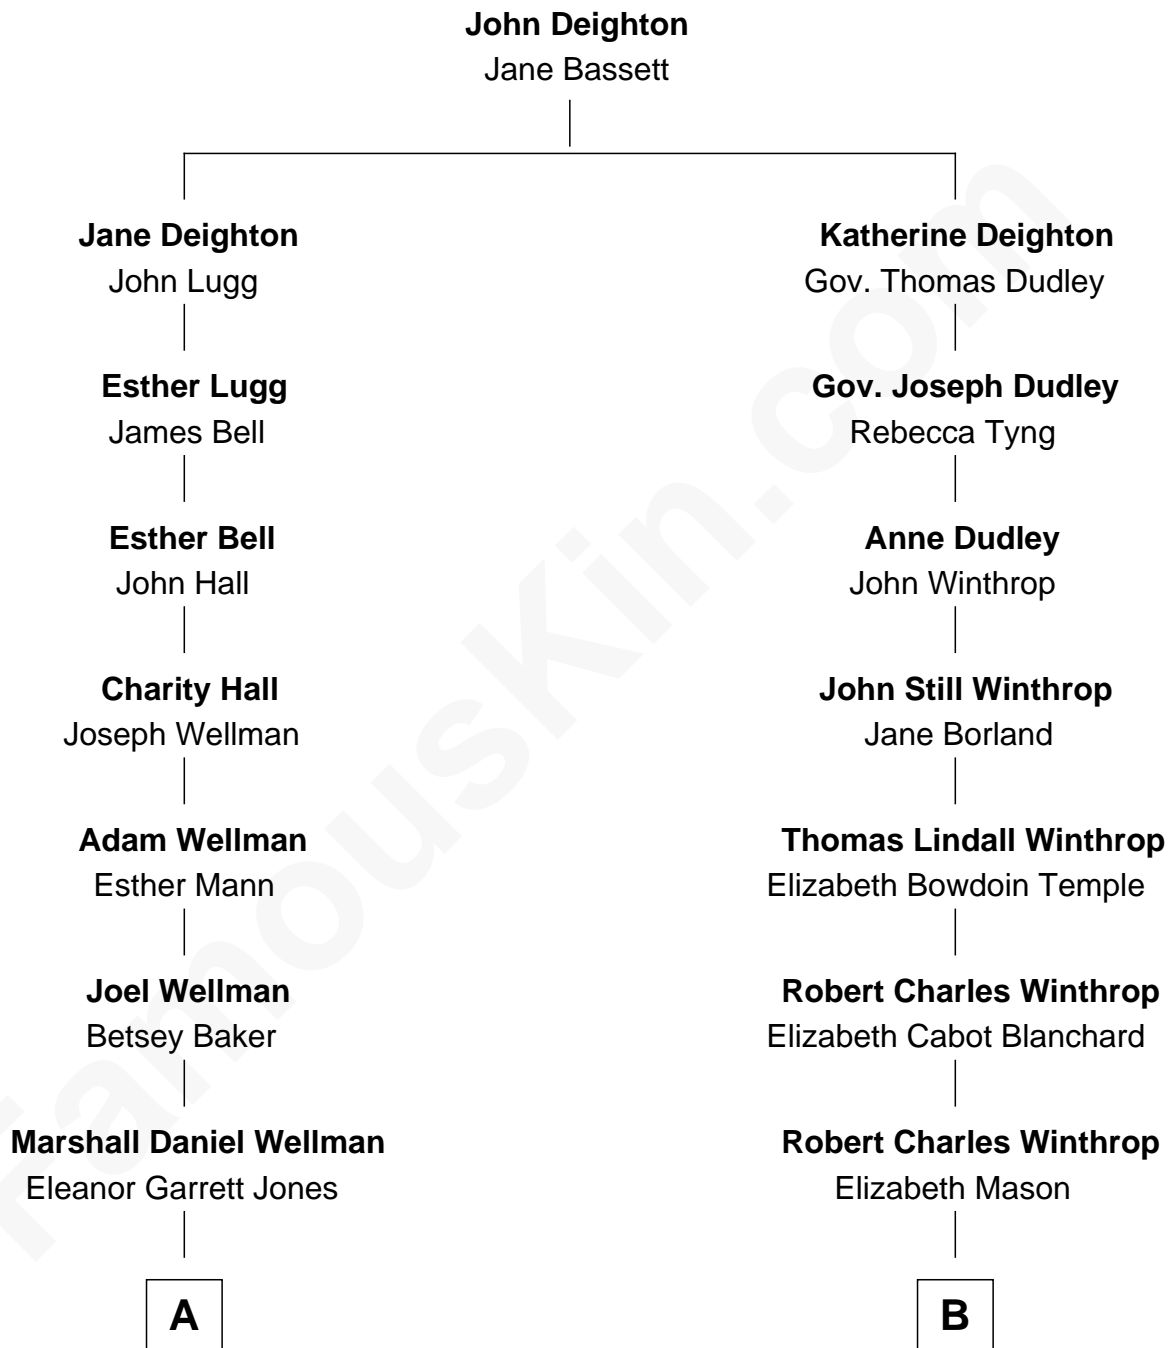 John Deighton
Jane Bassett
Jane Deighton
John Lugg
Katherine Deighton
Gov. Thomas Dudley
Esther Lugg
James Bell
Gov. Joseph Dudley
Rebecca Tyng
Esther Bell
John Hall
Anne Dudley
John Winthrop
Charity Hall
Joseph Wellman
John Still Winthrop
Jane Borland
Adam Wellman
Esther Mann
Thomas Lindall Winthrop
Elizabeth Bowdoin Temple
Joel Wellman
Betsey Baker
Robert Charles Winthrop
Elizabeth Cabot Blanchard
Marshall Daniel Wellman
Eleanor Garrett Jones
Robert Charles Winthrop
Elizabeth Mason
A
B
FamousKin.com